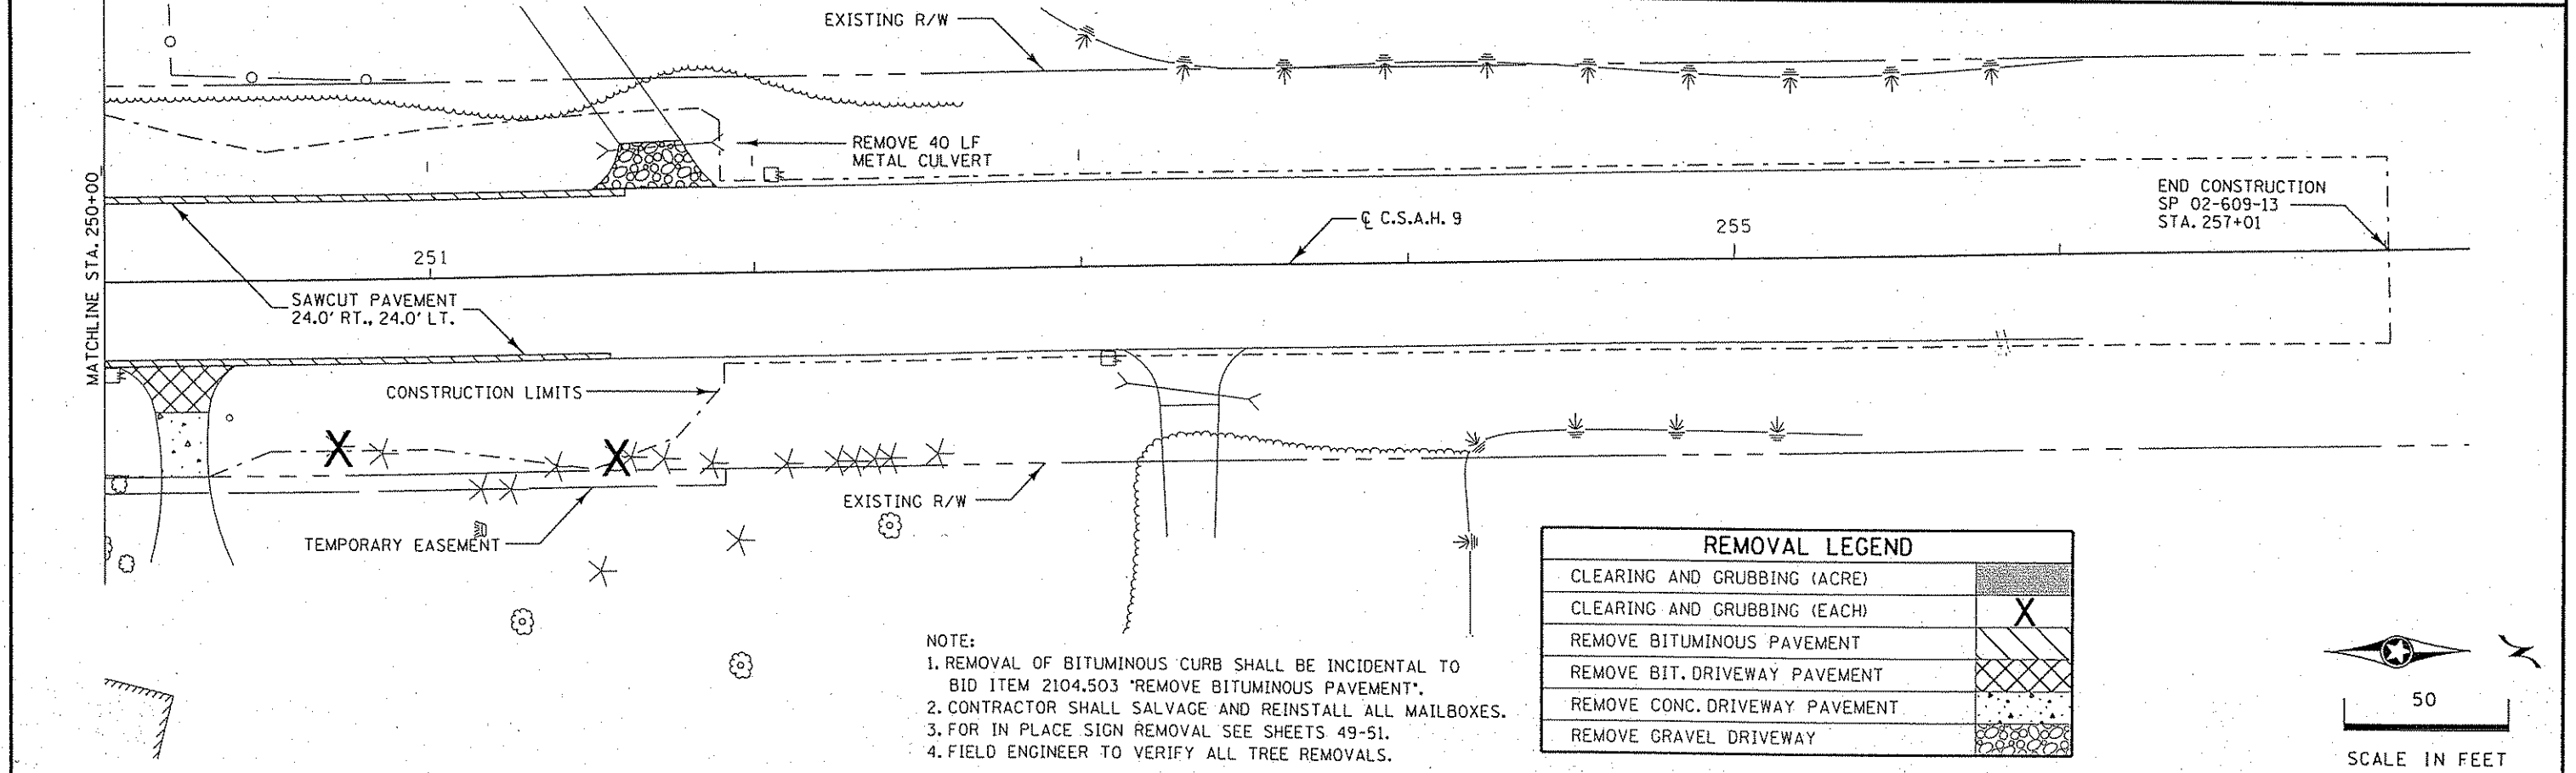 EXISTING R/W
REMOVE 40 LF
METAL CULVERT
MATCHLINE STA. 250+00
END CONSTRUCTION
SP 02-609-13
STA. 257+01
℄ C.S.A.H. 9
255
251
SAWCUT PAVEMENT
24.0' RT., 24.0' LT.
CONSTRUCTION LIMITS
EXISTING R/W
TEMPORARY EASEMENT
REMOVAL LEGEND
CLEARING AND GRUBBING (ACRE)
CLEARING AND GRUBBING (EACH)
X
REMOVE BITUMINOUS PAVEMENT
REMOVE BIT. DRIVEWAY PAVEMENT
REMOVE CONC. DRIVEWAY PAVEMENT
REMOVE GRAVEL DRIVEWAY
NOTE:
1. REMOVAL OF BITUMINOUS CURB SHALL BE INCIDENTAL TO
BID ITEM 2104.503 "REMOVE BITUMINOUS PAVEMENT".
2. CONTRACTOR SHALL SALVAGE AND REINSTALL ALL MAILBOXES.
3. FOR IN PLACE SIGN REMOVAL SEE SHEETS 49-51.
4. FIELD ENGINEER TO VERIFY ALL TREE REMOVALS.
N
50
SCALE IN FEET